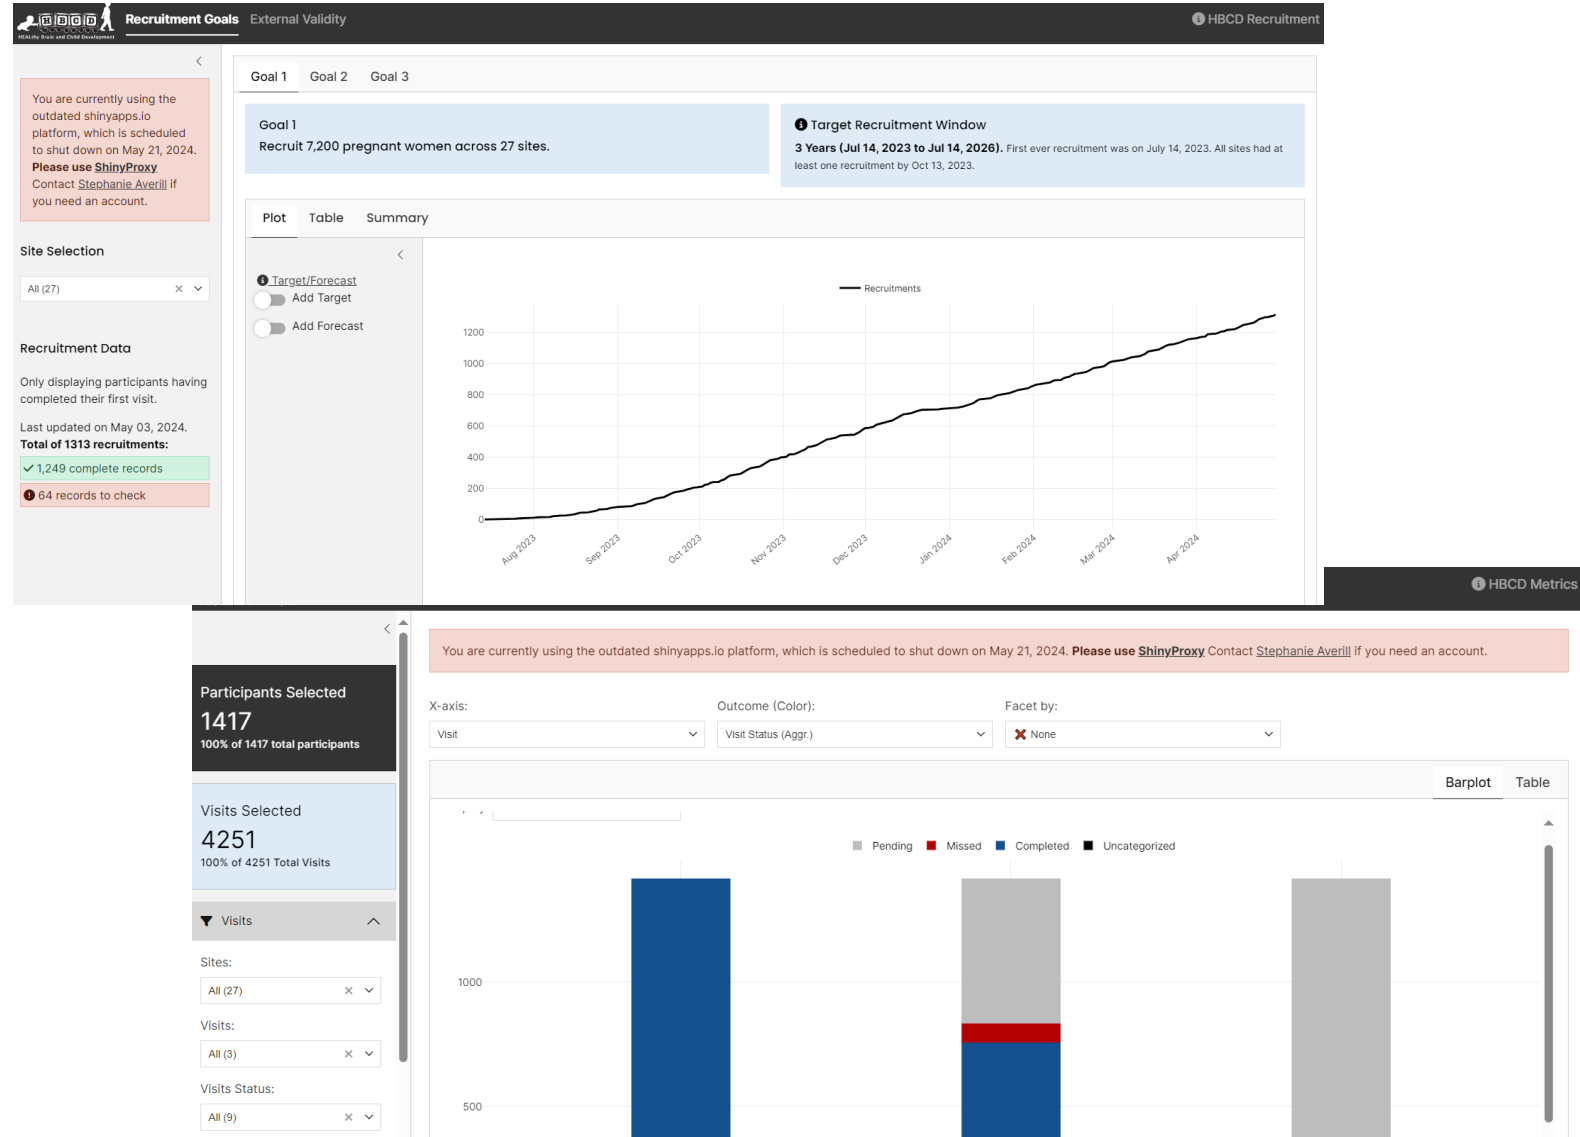 HBCD
HEALthy Brain and Child Development
Recruitment Goals
External Validity
HBCD Recruitment
You are currently using the
outdated shinyapps.io
platform, which is scheduled
to shut down on May 21, 2024.
Please use ShinyProxy
Contact Stephanie Averill if
you need an account.
Site Selection
All (27)
Recruitment Data
Only displaying participants having
completed their first visit.
Last updated on May 03, 2024.
Total of 1313 recruitments:
1,249 complete records
64 records to check
Goal 1
Goal 2
Goal 3
Goal 1
Recruit 7,200 pregnant women across 27 sites.
Target Recruitment Window
3 Years (Jul 14, 2023 to Jul 14, 2026). First ever recruitment was on July 14, 2023. All sites had at
least one recruitment by Oct 13, 2023.
Plot
Table
Summary
Target/Forecast
Add Target
Add Forecast
Recruitments
1200
1000
800
600
400
200
0
Aug 2023
Sep 2023
Oct 2023
Nov 2023
Dec 2023
Jan 2024
Feb 2024
Mar 2024
Apr 2024
HBCD Metrics
Participants Selected
1417
100% of 1417 total participants
Visits Selected
4251
100% of 4251 Total Visits
Visits
Sites:
All (27)
Visits:
All (3)
Visits Status:
All (9)
You are currently using the outdated shinyapps.io platform, which is scheduled to shut down on May 21, 2024. Please use ShinyProxy Contact Stephanie Averill if you need an account.
X-axis:
Visit
Outcome (Color):
Visit Status (Aggr.)
Facet by:
None
Barplot
Table
Pending
Missed
Completed
Uncategorized
1000
500